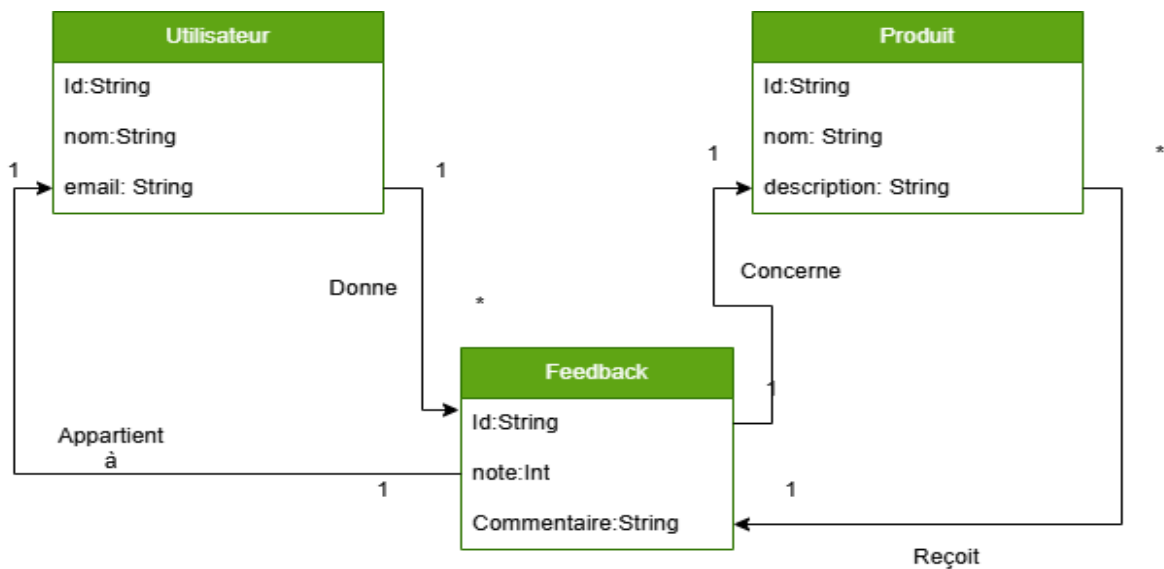 Utilisateur
Id:String
nom:String
email: String
Produit
Id:String
nom: String
description: String
1
1
1
*
Donne
*
Concerne
Feedback
Id:String
note:Int
Commentaire:String
1
Appartient
à
1
1
Reçoit